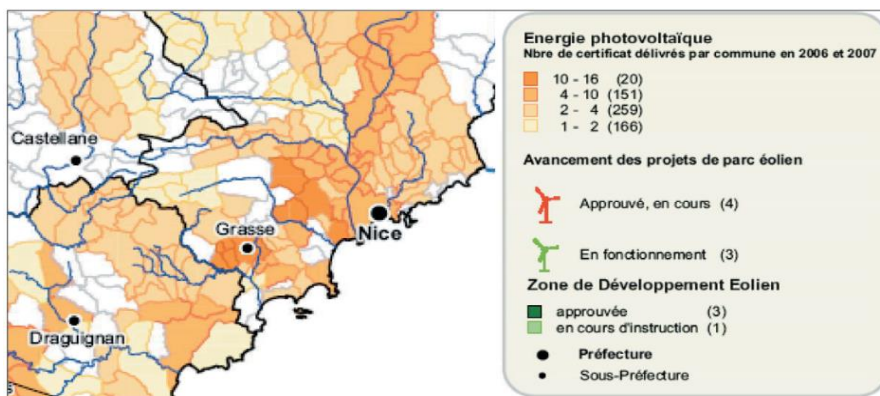 Castellane
Grasse
Nice
Draguignan
Energie photovoltaïque
Nbre de certificat délivrés par commune en 2006 et 2007
10 - 16 (20)
4 - 10 (151)
2 - 4 (259)
1 - 2 (166)
Avancement des projets de parc éolien
Approuvé, en cours (4)
En fonctionnement (3)
Zone de Développement Eolien
approuvée (3)
en cours d'instruction (1)
Préfecture
Sous-Préfecture